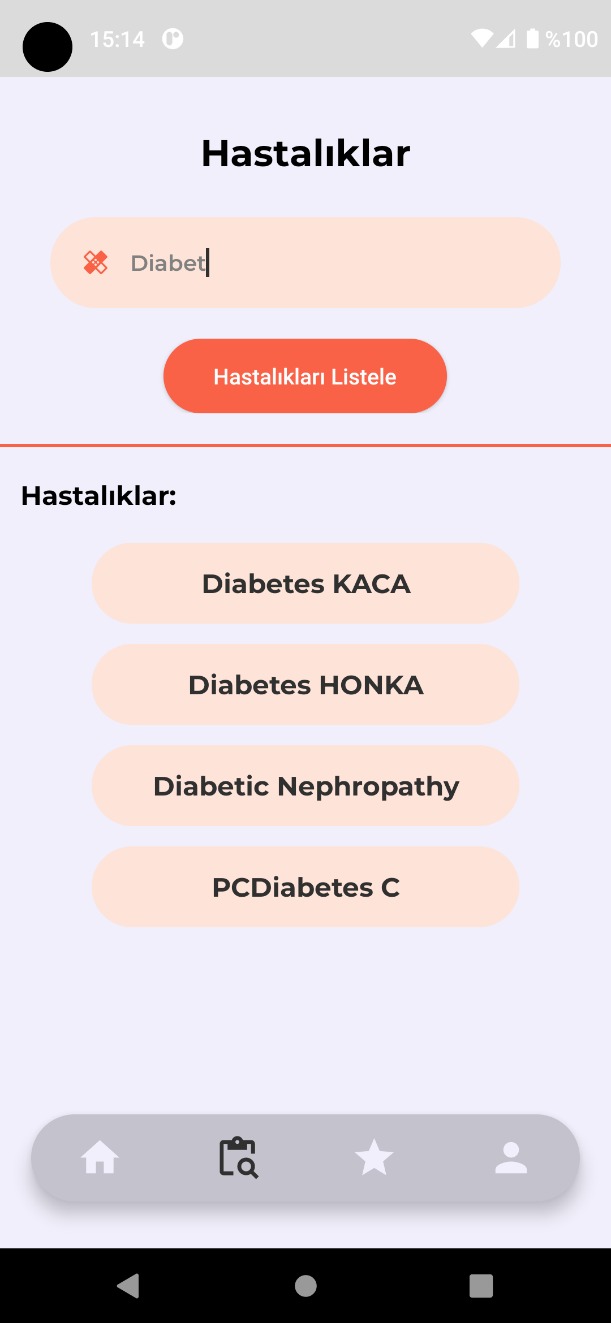 15:14
%100
Hastalıklar
Diabet
Hastalıkları Listele
Hastalıklar:
Diabetes KACA
Diabetes HONKA
Diabetic Nephropathy
PCDiabetes C